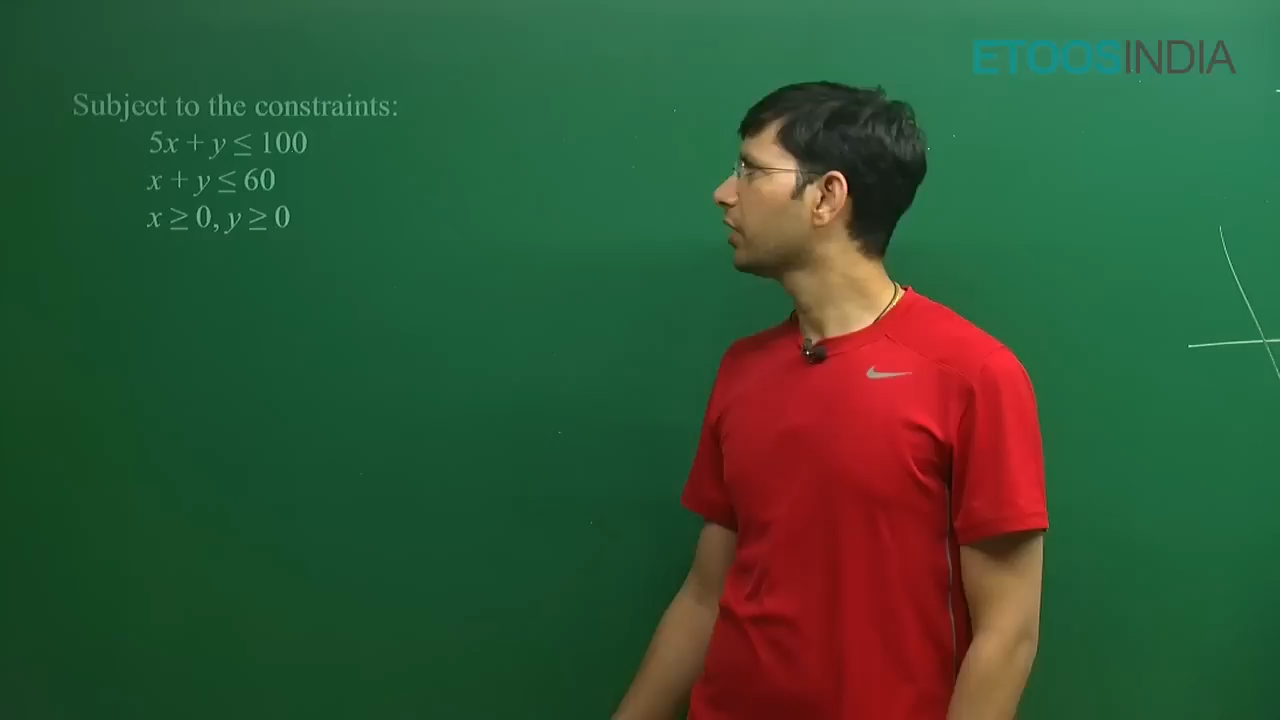 ETOOSINDIA
Subject to the constraints:
5x + y ≤ 100
x + y ≤ 60
x ≥ 0, y ≥ 0